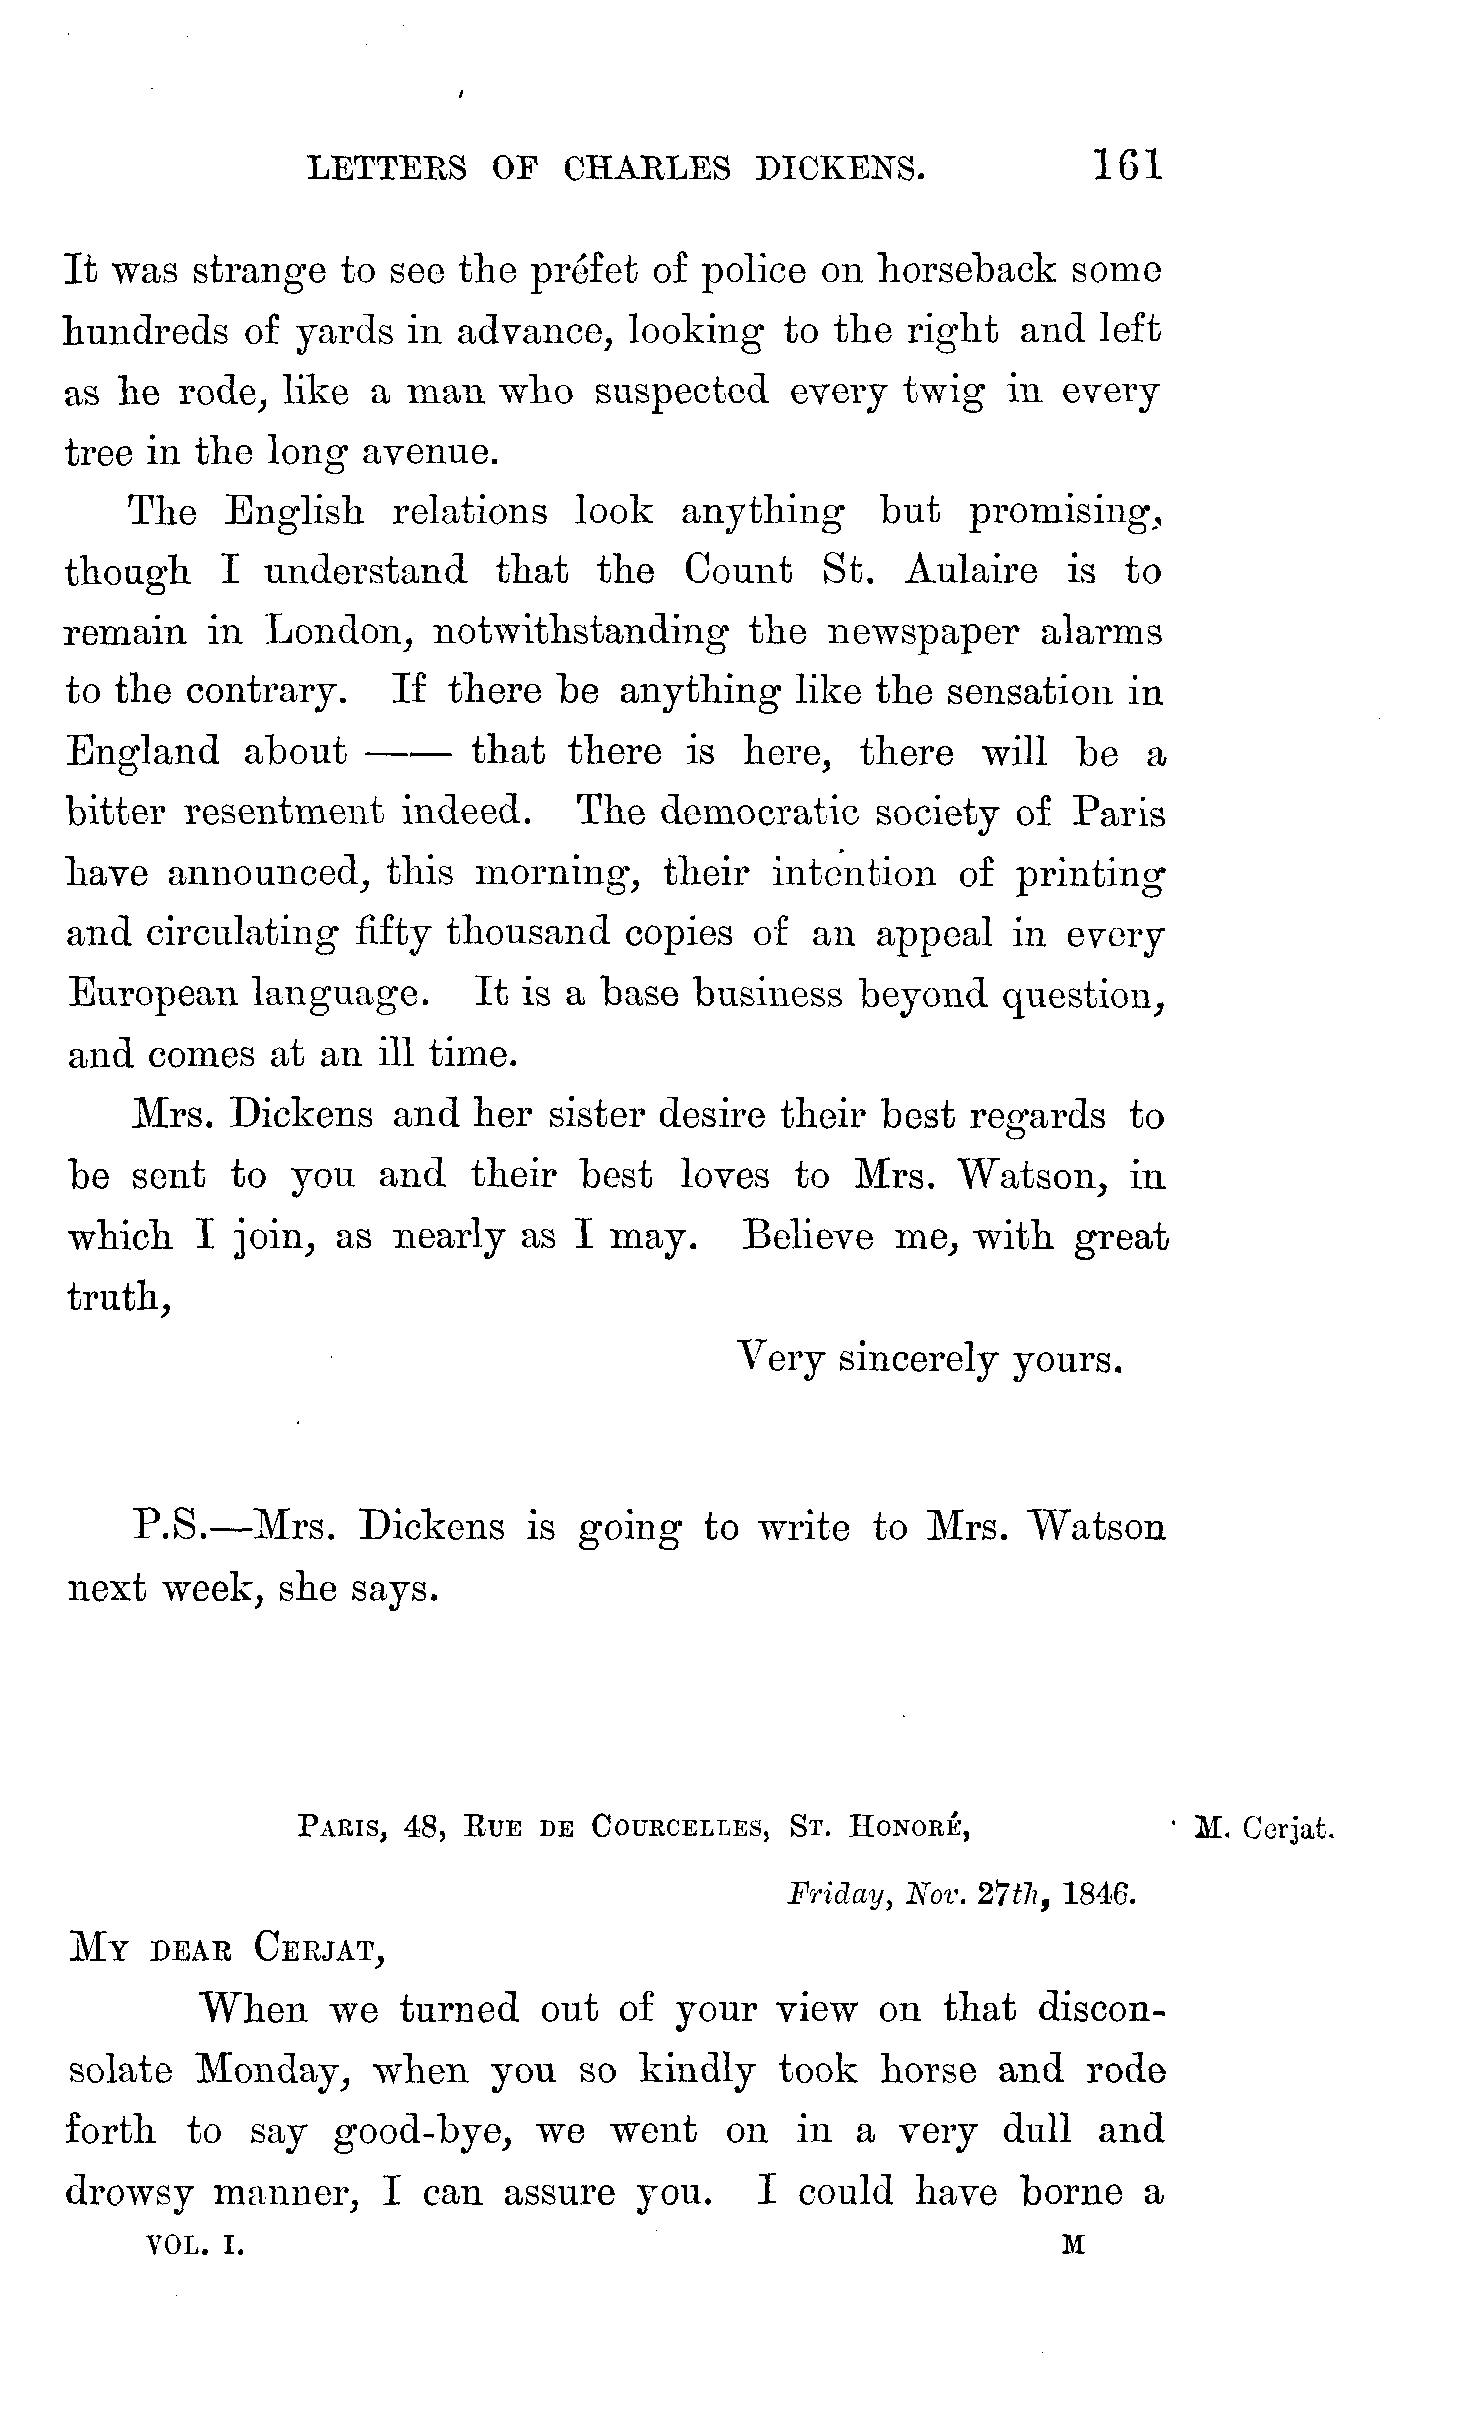 LETTERS OF CHARLES DICKENS. 161
It was strange to see the préfet of police on horseback some
hundreds of yards in advance, looking to the right and left
as he rode, like a man who suspected every twig in every
tree in the long avenue.
The English relations look anything but promising,
though I understand that the Count St. Aulaire is to
remain in London, notwithstanding the newspaper alarms
to the contrary. If there be anything like the sensation in
England about —— that there is here, there will be a
bitter resentment indeed. The democratic society of Paris
have announced, this morning, their intention of printing
and circulating fifty thousand copies of an appeal in every
European language. It is a base business beyond question,
and comes at an ill time.
Mrs. Dickens and her sister desire their best regards to
be sent to you and their best loves to Mrs. Watson, in
which I join, as nearly as I may. Believe me, with great
truth,
Very sincerely yours.
P.S.—Mrs. Dickens is going to write to Mrs. Watson
next week, she says.
PARIS, 48, RUE DE COURCELLES, ST. HONORÉ, M. Cerjat.
Friday, Nov. 27th, 1846.
MY DEAR CERJAT,
When we turned out of your view on that discon-
solate Monday, when you so kindly took horse and rode
forth to say good-bye, we went on in a very dull and
drowsy manner, I can assure you. I could have borne a
VOL. I. M